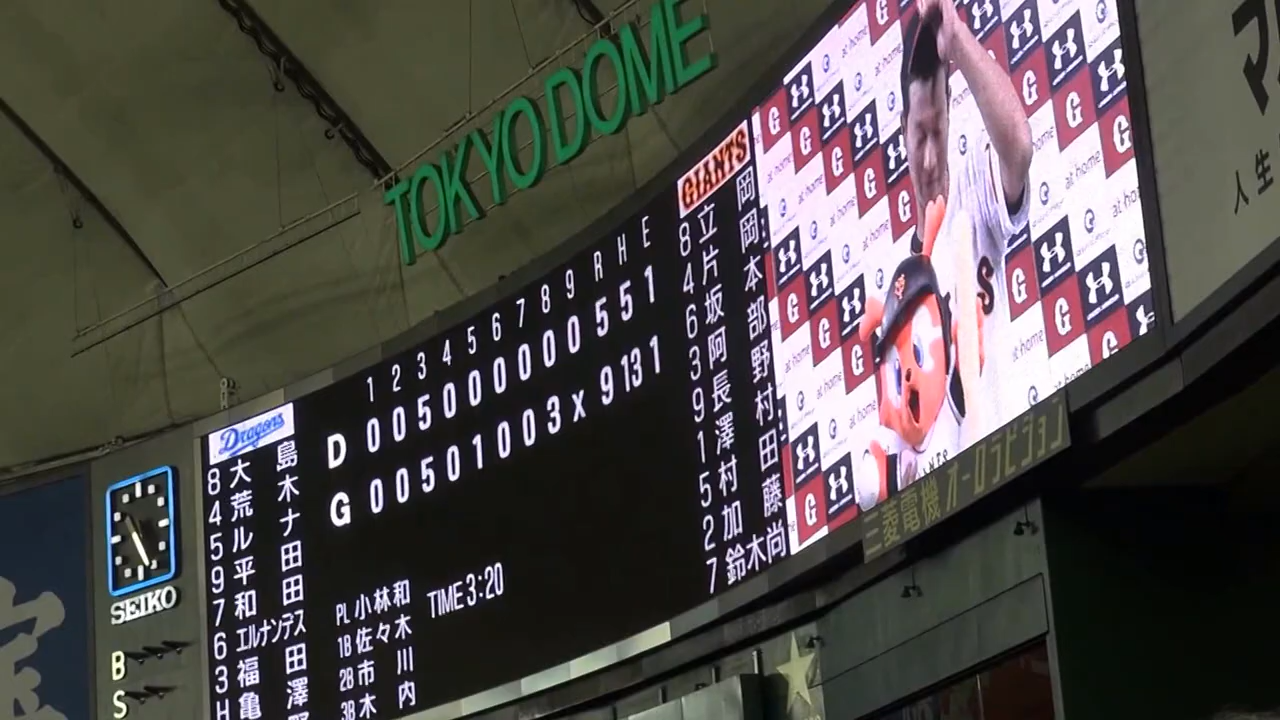 TOKYO DOME
GIANTS
Dragons
1 2 3 4 5 6 7 8 9 R H E
D 0 0 5 0 0 0 0 0 0 5 5 1
G 0 0 5 0 1 0 0 3 x 9 13 1
8 大島
4 荒木
5 ルナ
9 平田
7 和田
6 エルナンデス
3 福田
H 亀澤
PL 小林和
1B 佐々木
2B 市川
3B 木内
TIME 3:20
8 立岡
4 片岡
6 坂本
3 阿部
9 長野
1 澤村
5 村田
2 加藤
7 鈴木尚
SEIKO
B
S
at home
G
三菱電機 オーロラビジョン
人生